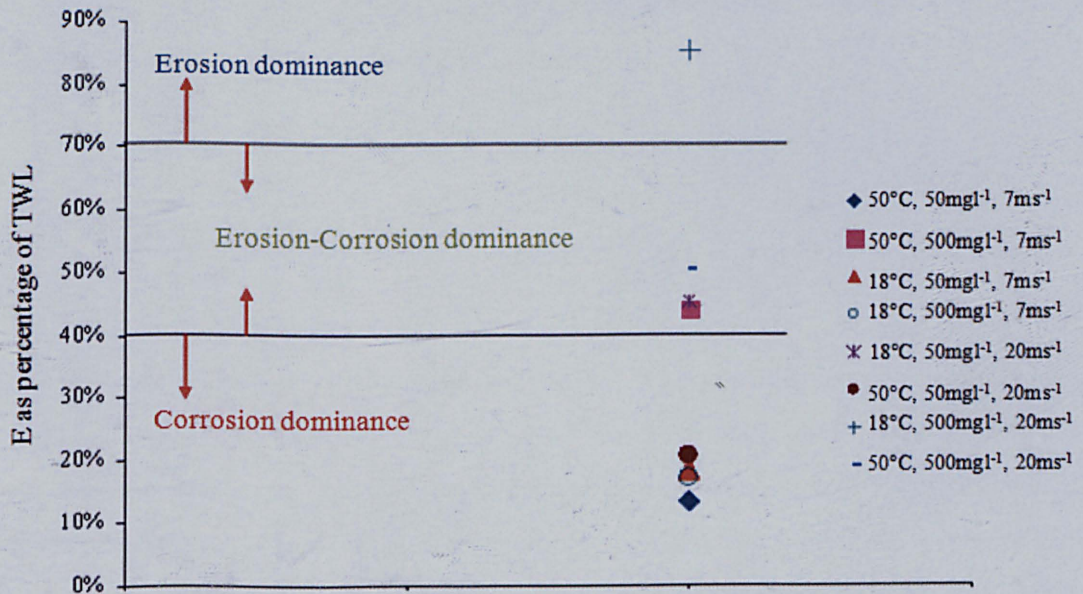 90%
80%
70%
60%
50%
40%
30%
20%
10%
0%
E as percentage of TWL
Erosion dominance
Erosion-Corrosion dominance
Corrosion dominance
50°C, 50mgl⁻¹, 7ms⁻¹
50°C, 500mgl⁻¹, 7ms⁻¹
18°C, 50mgl⁻¹, 7ms⁻¹
18°C, 500mgl⁻¹, 7ms⁻¹
18°C, 50mgl⁻¹, 20ms⁻¹
50°C, 50mgl⁻¹, 20ms⁻¹
18°C, 500mgl⁻¹, 20ms⁻¹
50°C, 500mgl⁻¹, 20ms⁻¹